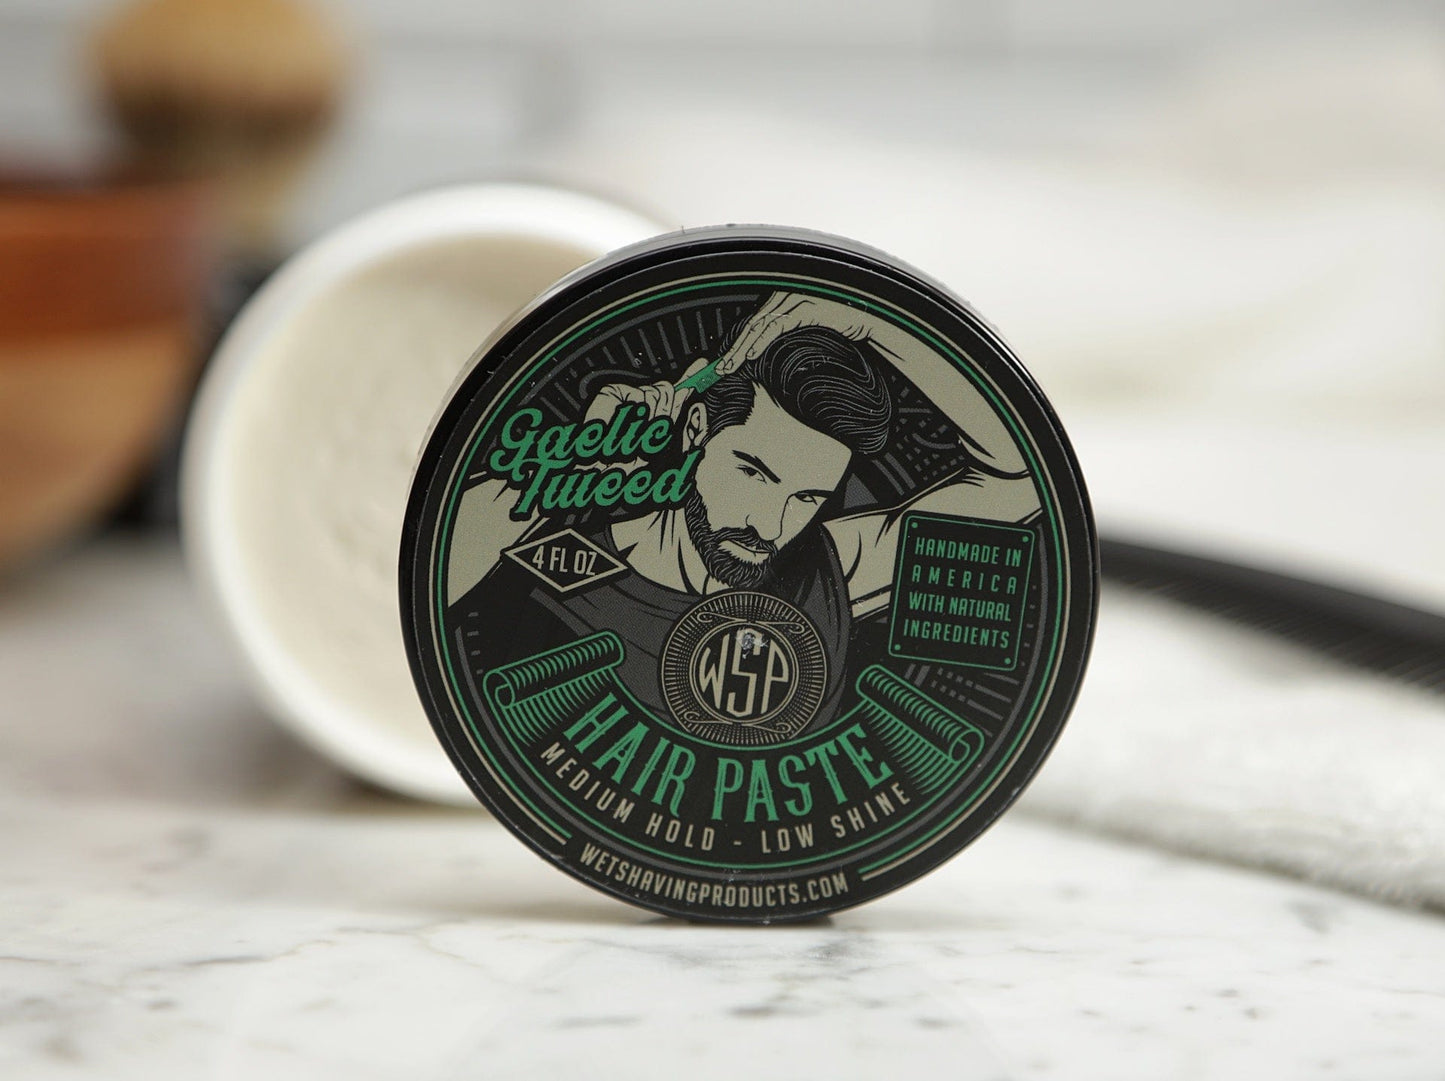 Gaelic
Tweed
4 FL OZ
HANDMADE IN
AMERICA
WITH NATURAL
INGREDIENTS
WSP
HAIR PASTE
MEDIUM HOLD - LOW SHINE
WETSHAVINGPRODUCTS.COM